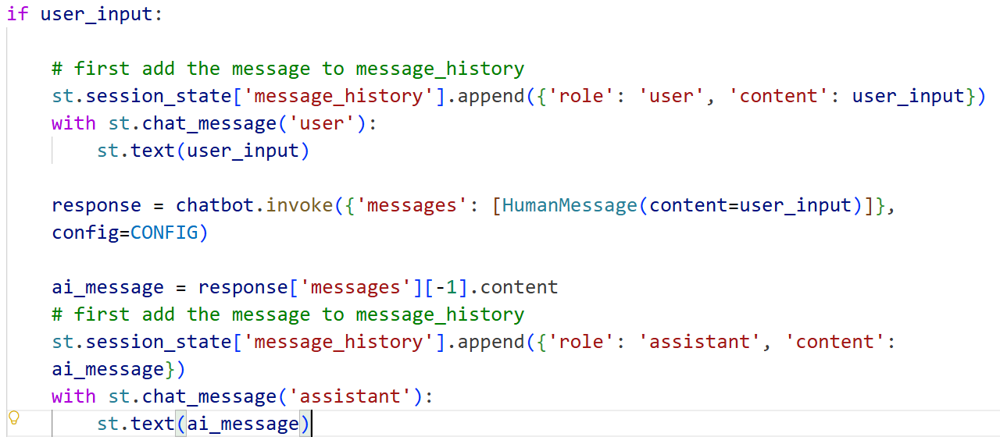 if user_input:
# first add the message to message_history
st.session_state['message_history'].append({'role': 'user', 'content': user_input})
with st.chat_message('user'):
st.text(user_input)
response = chatbot.invoke({'messages': [HumanMessage(content=user_input)]},
config=CONFIG)
ai_message = response['messages'][-1].content
# first add the message to message_history
st.session_state['message_history'].append({'role': 'assistant', 'content':
ai_message})
with st.chat_message('assistant'):
st.text(ai_message)